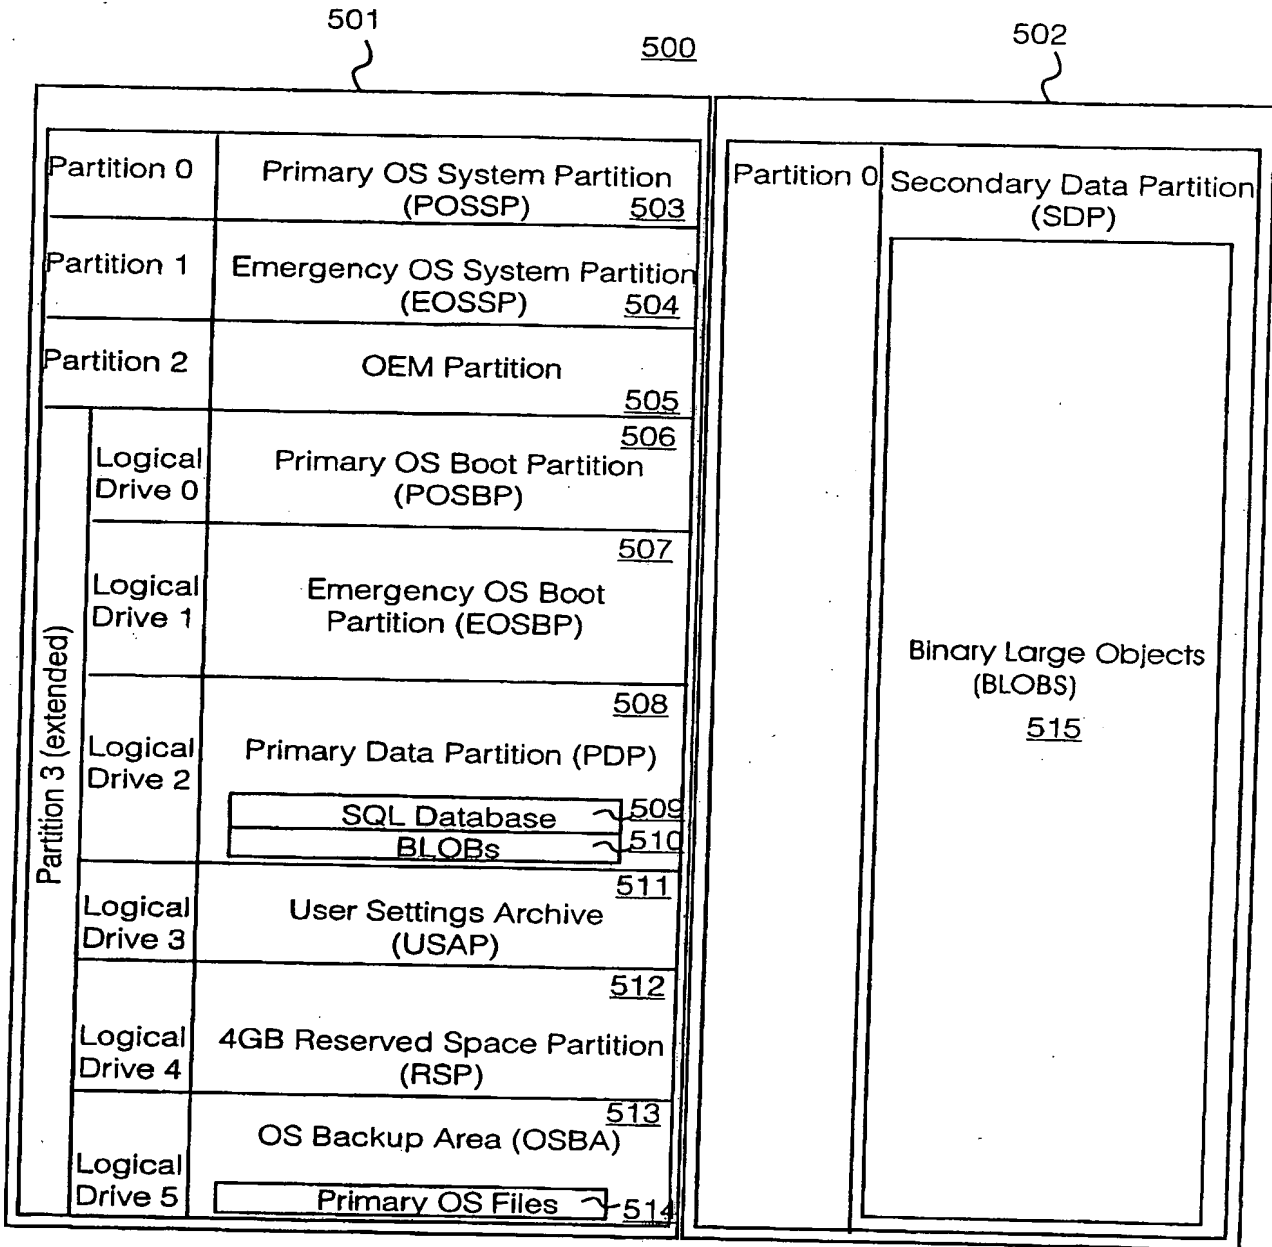 501
500
502
Partition 0
Primary OS System Partition
(POSSP) 503
Partition 1
Emergency OS System Partition
(EOSSP) 504
Partition 2
OEM Partition
505
Partition 3 (extended)
506
Logical
Drive 0
Primary OS Boot Partition
(POSBP)
507
Logical
Drive 1
Emergency OS Boot
Partition (EOSBP)
508
Logical
Drive 2
Primary Data Partition (PDP)
SQL Database 509
BLOBs 510
511
Logical
Drive 3
User Settings Archive
(USAP)
512
Logical
Drive 4
4GB Reserved Space Partition
(RSP)
513
OS Backup Area (OSBA)
Logical
Drive 5
Primary OS Files 514
Partition 0
Secondary Data Partition
(SDP)
Binary Large Objects
(BLOBS)
515